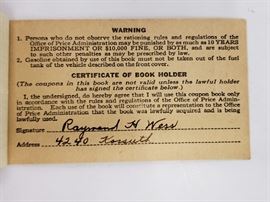 WARNING
1. Persons who do not observe the rationing rules and regulations of the
Office of Price Administration may be punished by as much as 10 YEARS
IMPRISONMENT OR $10,000 FINE, OR BOTH, and are subject
to such other penalties as may be prescribed by law.
2. Gasoline obtained by use of this book must not be taken out of the fuel
tank of the vehicle described on the front cover.
CERTIFICATE OF BOOK HOLDER
(The coupons in this book are not valid unless the lawful holder
has signed the certificate below.)
I, the undersigned, do hereby agree that I will use this coupon book only
in accordance with the rules and regulations of the Office of Price Admin-
istration. Each use of the book will constitute a representation to the Office
of Price Administration that the book was lawfully acquired and is being
lawfully used.
Signature Raymond H
Address 4240 Kossuth